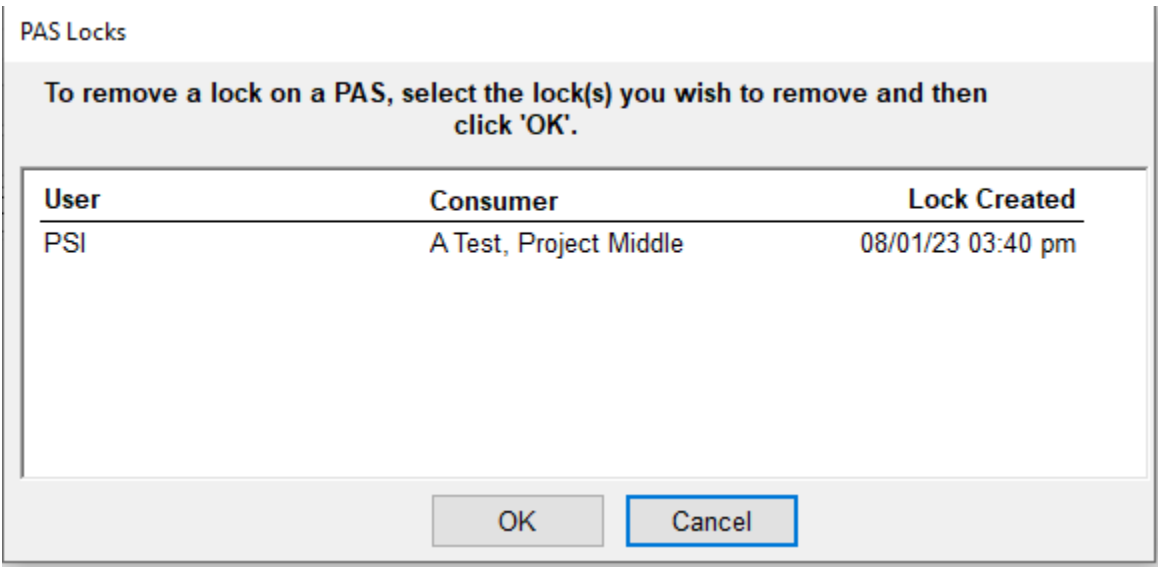 PAS Locks
To remove a lock on a PAS, select the lock(s) you wish to remove and then
click 'OK'.
User Consumer Lock Created
PSI A Test, Project Middle 08/01/23 03:40 pm
OK Cancel